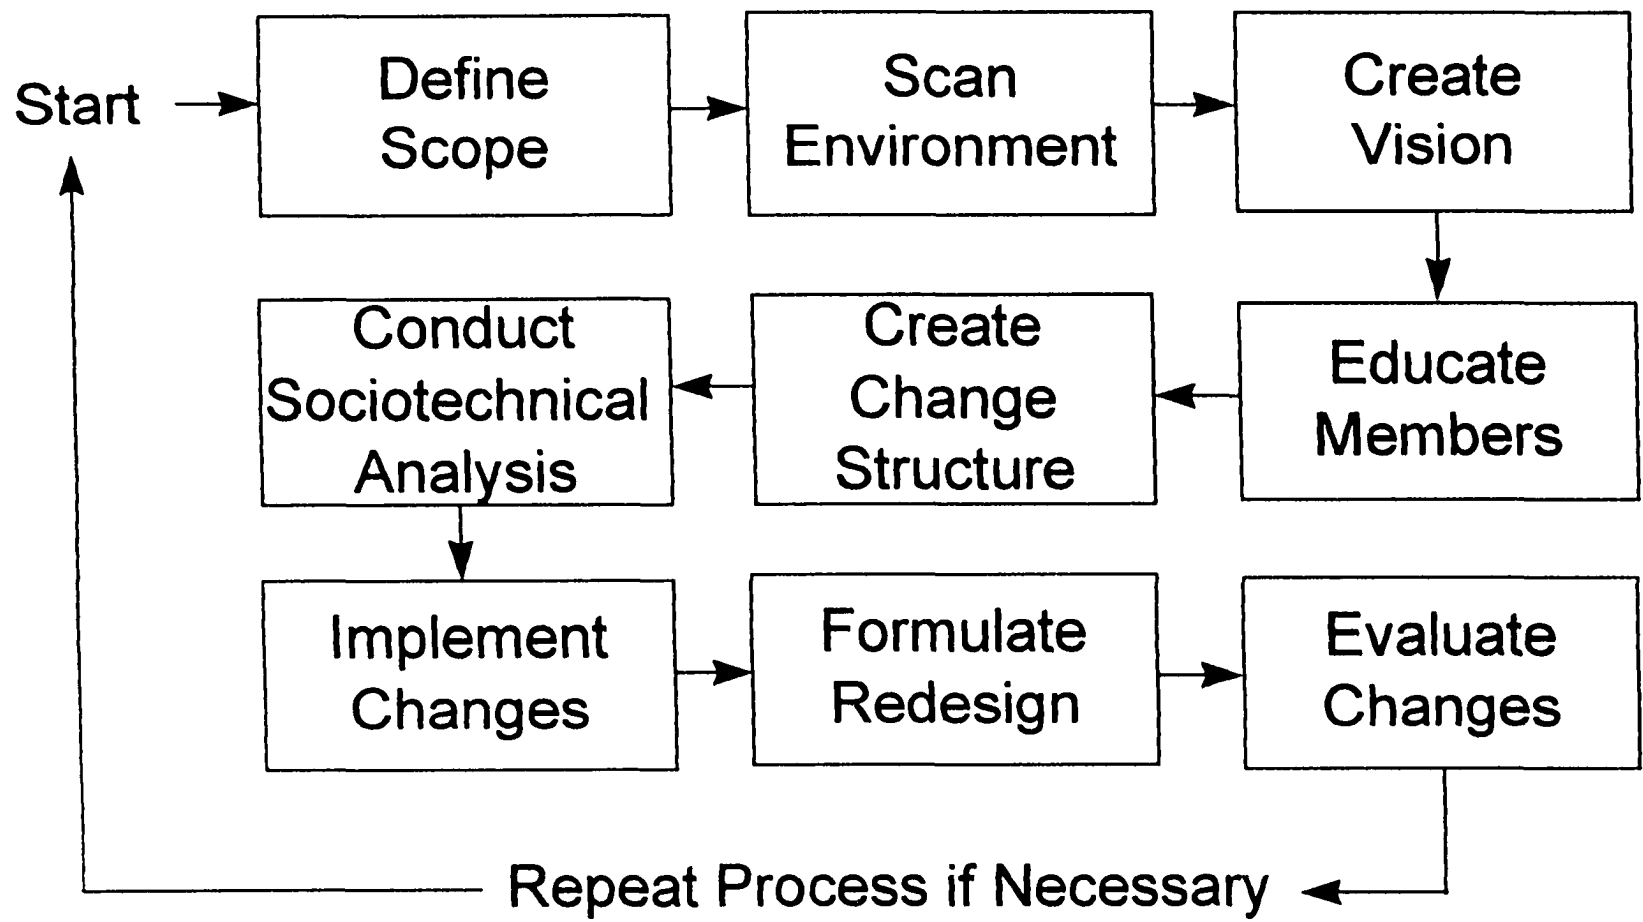 Start
Define
Scope
Scan
Environment
Create
Vision
Conduct
Sociotechnical
Analysis
Create
Change
Structure
Educate
Members
Implement
Changes
Formulate
Redesign
Evaluate
Changes
Repeat Process if Necessary